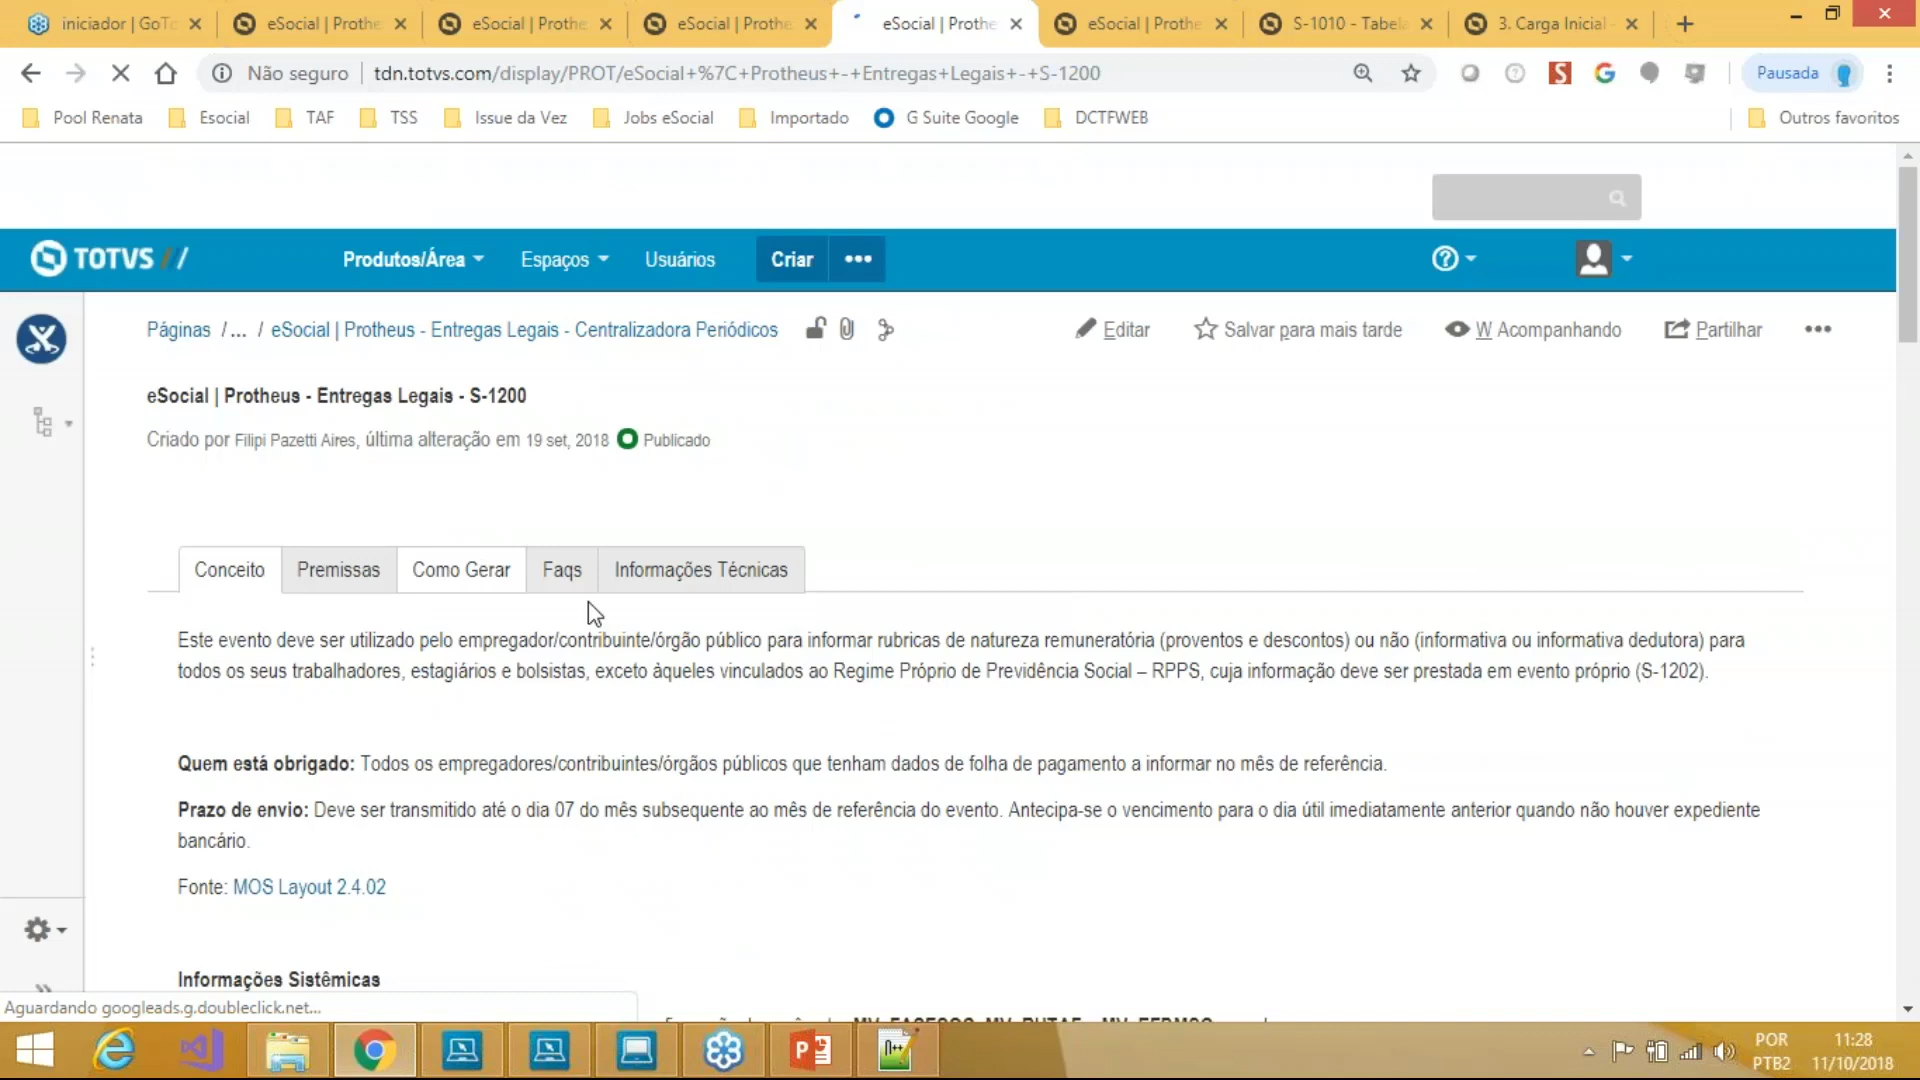 iniciador | GoTo
eSocial | Prothe
eSocial | Prothe
eSocial | Prothe
eSocial | Prothe
eSocial | Prothe
S-1010 - Tabela
3. Carga Inicial -
Não seguro
tdn.totvs.com/display/PROT/eSocial+%7C+Protheus+-+Entregas+Legais+-+S-1200
Pausada
Pool Renata
Esocial
TAF
TSS
Issue da Vez
Jobs eSocial
Importado
G Suite Google
DCTFWEB
Outros favoritos
TOTVS //
Produtos/Área
Espaços
Usuários
Criar
•••
Páginas /... / eSocial | Protheus - Entregas Legais - Centralizadora Periódicos
Editar
Salvar para mais tarde
W Acompanhando
Partilhar
•••
eSocial | Protheus - Entregas Legais - S-1200
Criado por Filipi Pazetti Aires, última alteração em 19 set, 2018 Publicado
Conceito
Premissas
Como Gerar
Faqs
Informações Técnicas
Este evento deve ser utilizado pelo empregador/contribuinte/órgão público para informar rubricas de natureza remuneratória (proventos e descontos) ou não (informativa ou informativa dedutora) para
todos os seus trabalhadores, estagiários e bolsistas, exceto àqueles vinculados ao Regime Próprio de Previdência Social – RPPS, cuja informação deve ser prestada em evento próprio (S-1202).
Quem está obrigado: Todos os empregadores/contribuintes/órgãos públicos que tenham dados de folha de pagamento a informar no mês de referência.
Prazo de envio: Deve ser transmitido até o dia 07 do mês subsequente ao mês de referência do evento. Antecipa-se o vencimento para o dia útil imediatamente anterior quando não houver expediente
bancário.
Fonte: MOS Layout 2.4.02
Informações Sistêmicas
Aguardando googleads.g.doubleclick.net...
POR
PTB2
11:28
11/10/2018